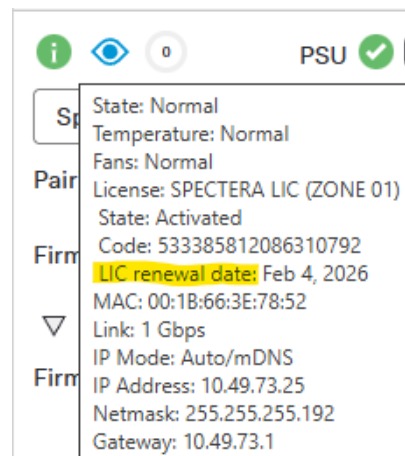 0
PSU
Sp
State: Normal
Temperature: Normal
Fans: Normal
Pair
License: SPECTERA LIC (ZONE 01)
State: Activated
Firm
Code: 533385812086310792
LIC renewal date: Feb 4, 2026
MAC: 00:1B:66:3E:78:52
Link: 1 Gbps
IP Mode: Auto/mDNS
Firm
IP Address: 10.49.73.25
Netmask: 255.255.255.192
Gateway: 10.49.73.1